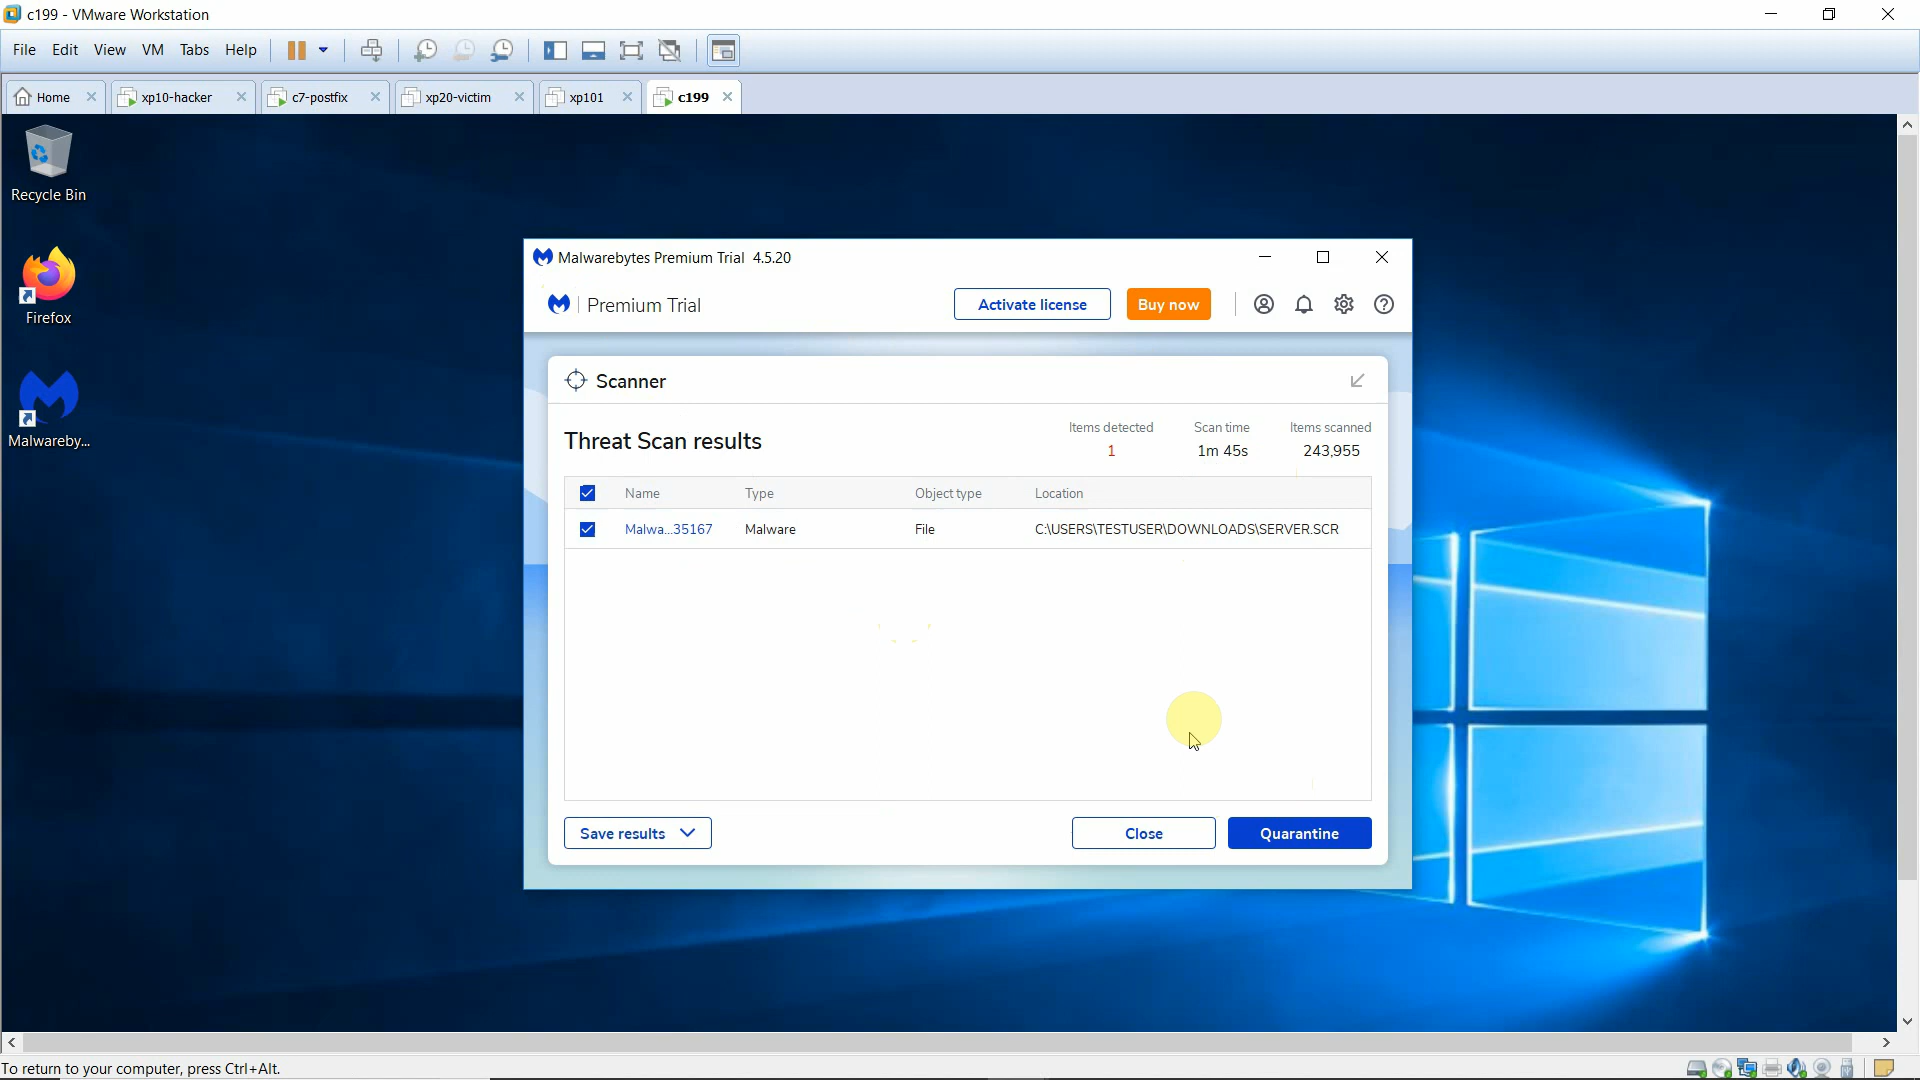 c199 - VMware Workstation
File Edit View VM Tabs Help
Home xp10-hacker c7-postfix xp20-victim xp101 c199
Recycle Bin
Firefox
Malwareby...
Malwarebytes Premium Trial 4.5.20
Premium Trial Activate license Buy now
Scanner
Threat Scan results
Items detected Scan time Items scanned
1 1m 45s 243,955
Name Type Object type Location
Malwa...35167 Malware File C:\USERS\TESTUSER\DOWNLOADS\SERVER.SCR
Save results Close Quarantine
To return to your computer, press Ctrl+Alt.